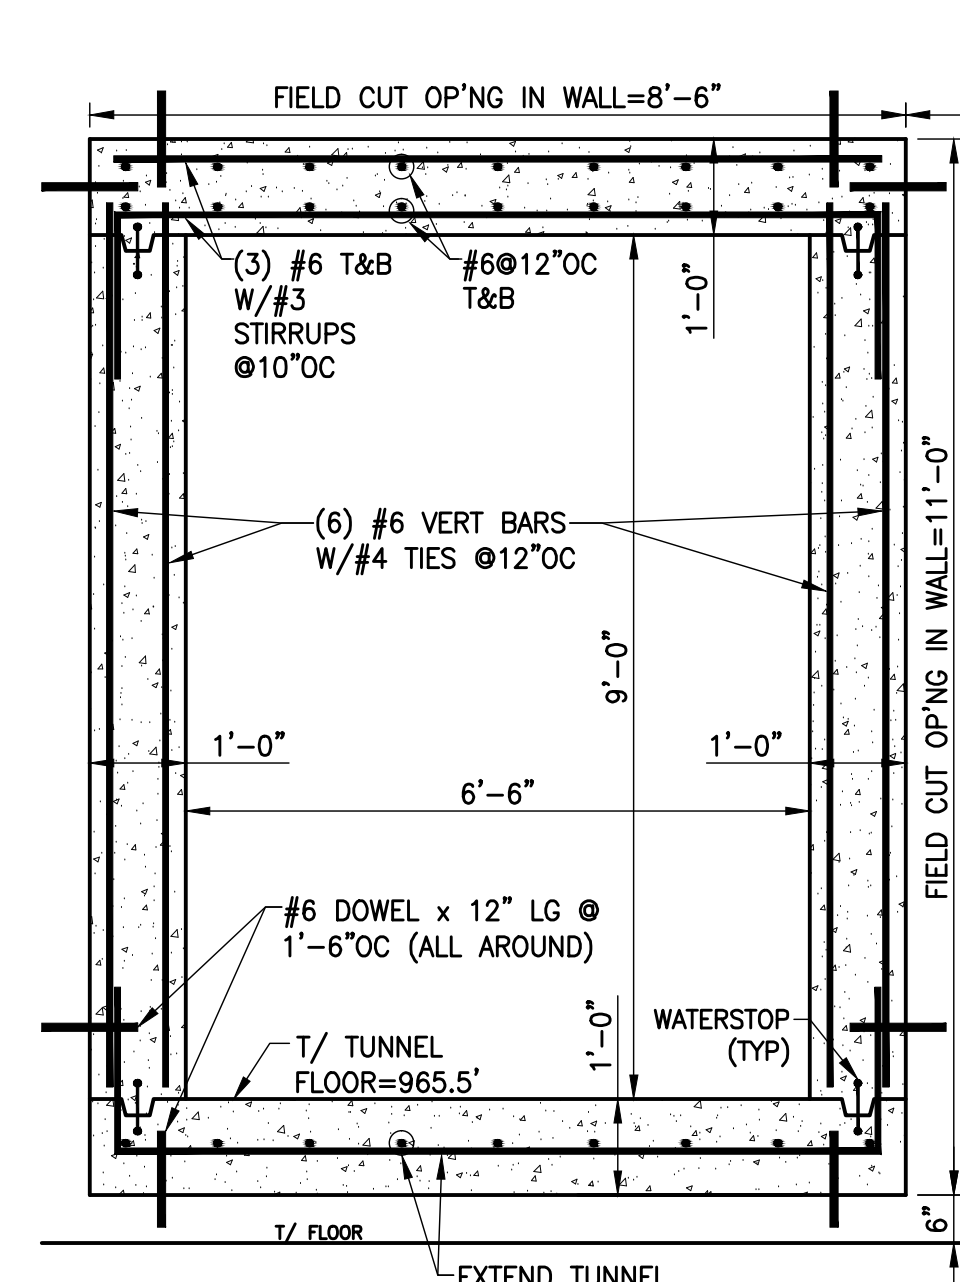 FIELD CUT OP'NG IN WALL=8'-6"
(3) #6 T&B
W/#3
STIRRUPS
@10"OC
#6@12"OC
T&B
1'-0"
(6) #6 VERT BARS
W/#4 TIES @12"OC
9'-0"
FIELD CUT OP'NG IN WALL=11'-0"
1'-0"
1'-0"
6'-6"
#6 DOWEL x 12" LG @
1'-6"OC (ALL AROUND)
1'-0"
WATERSTOP
(TYP)
T/ TUNNEL
FLOOR=965.5'
6"
T/ FLOOR
EXTEND TUNNEL